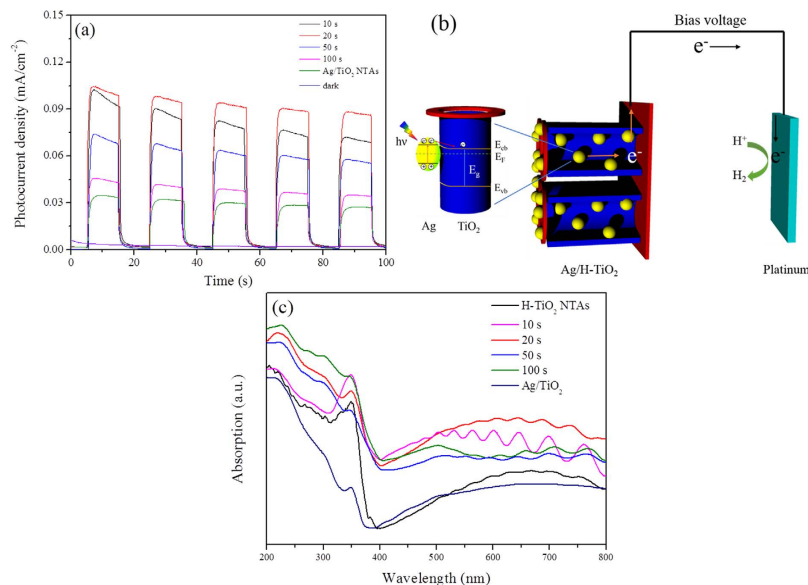 (a)
10 s
20 s
50 s
100 s
Ag/TiO₂ NTAs
dark
Photocurrent density (mA/cm⁻²)
0.15
0.12
0.09
0.06
0.03
0.00
0 20 40 60 80 100
Time (s)
(b)
Bias voltage
e⁻
hν
E_cb
E_F
E_g
E_vb
Ag
TiO₂
e⁻
Ag/H-TiO₂
e⁻
H⁺
H₂
Platinum
(c)
H-TiO₂ NTAs
10 s
20 s
50 s
100 s
Ag/TiO₂
Absorption (a.u.)
200 300 400 500 600 700 800
Wavelength (nm)